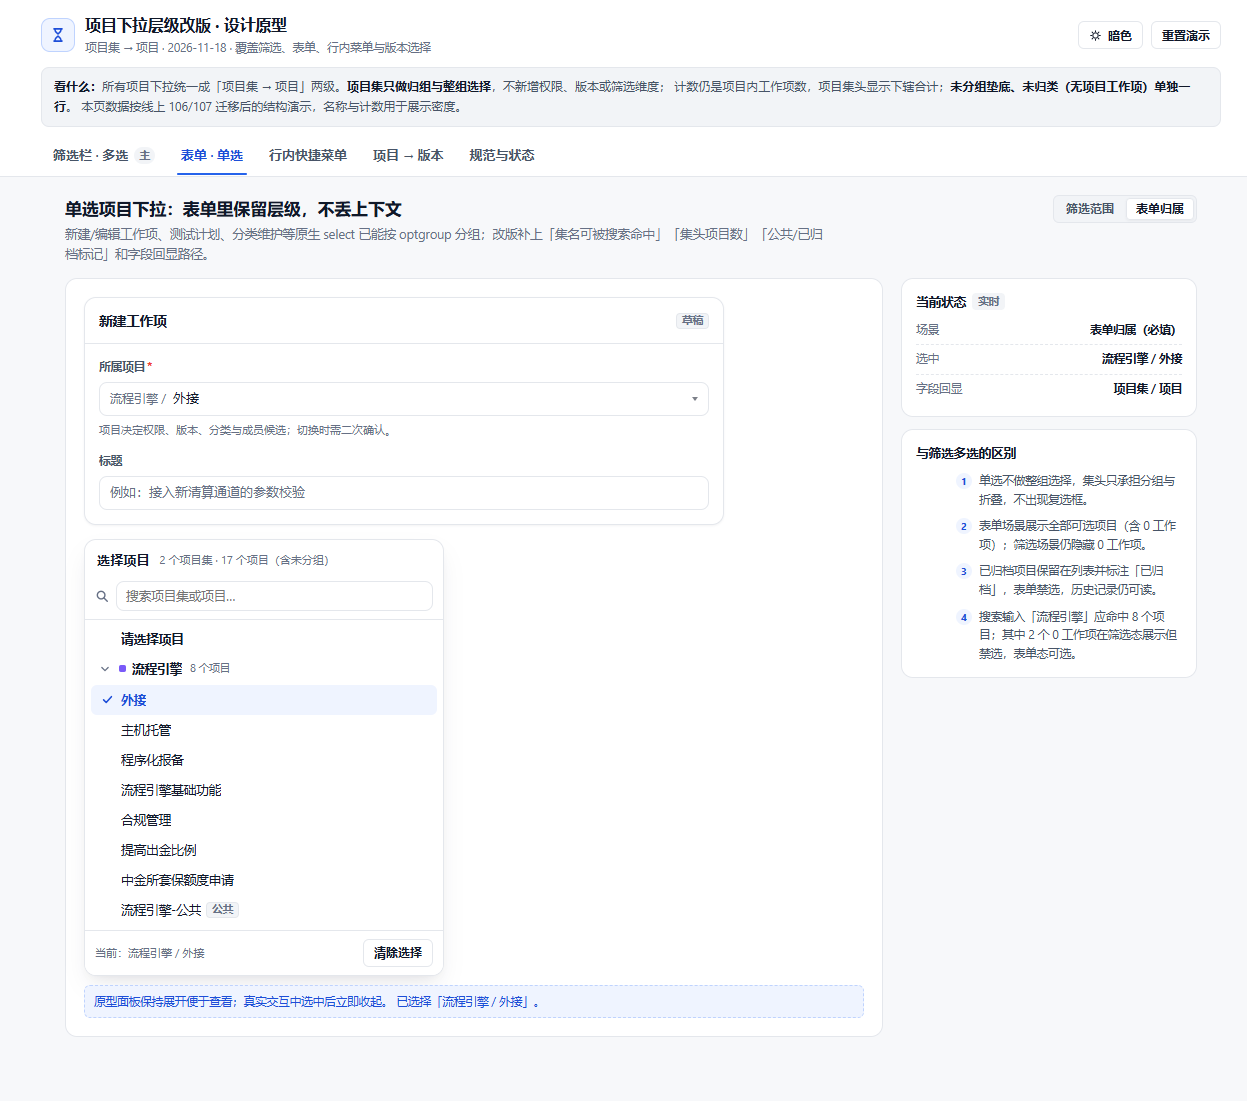 项目下拉层级改版 · 设计原型
项目集 → 项目 · 2026-11-18 · 覆盖筛选、表单、行内菜单与版本选择
暗色
重置演示
看什么：所有项目下拉统一成「项目集 → 项目」两级。项目集只做归组与整组选择，不新增权限、版本或筛选维度； 计数仍是项目内工作项数，项目集头显示下辖合计；未分组垫底、未归类（无项目工作项）单独一
行。 本页数据按线上 106/107 迁移后的结构演示，名称与计数用于展示密度。
筛选栏 · 多选 主
表单 · 单选
行内快捷菜单
项目 → 版本
规范与状态
单选项目下拉：表单里保留层级，不丢上下文
新建/编辑工作项、测试计划、分类维护等原生 select 已能按 optgroup 分组；改版补上「集名可被搜索命中」「集头项目数」「公共/已归
档标记」和字段回显路径。
筛选范围
表单归属
新建工作项
草稿
所属项目*
流程引擎 / 外接
项目决定权限、版本、分类与成员候选；切换时需二次确认。
标题
例如：接入新清算通道的参数校验
选择项目 2 个项目集 · 17 个项目（含未分组）
搜索项目集或项目...
请选择项目
流程引擎 8 个项目
外接
主机托管
程序化报备
流程引擎基础功能
合规管理
提高出金比例
中金所套保额度申请
流程引擎-公共 公共
当前：流程引擎 / 外接
清除选择
原型面板保持展开便于查看；真实交互中选中后立即收起。 已选择「流程引擎 / 外接」。
当前状态 实时
场景 表单归属（必填）
选中 流程引擎 / 外接
字段回显 项目集 / 项目
与筛选多选的区别
1 单选不做整组选择，集头只承担分组与
折叠，不出现复选框。
2 表单场景展示全部可选项目（含 0 工作
项）；筛选场景仍隐藏 0 工作项。
3 已归档项目保留在列表并标注「已归
档」，表单禁选，历史记录仍可读。
4 搜索输入「流程引擎」应命中 8 个项
目；其中 2 个 0 工作项在筛选态展示但
禁选，表单态可选。